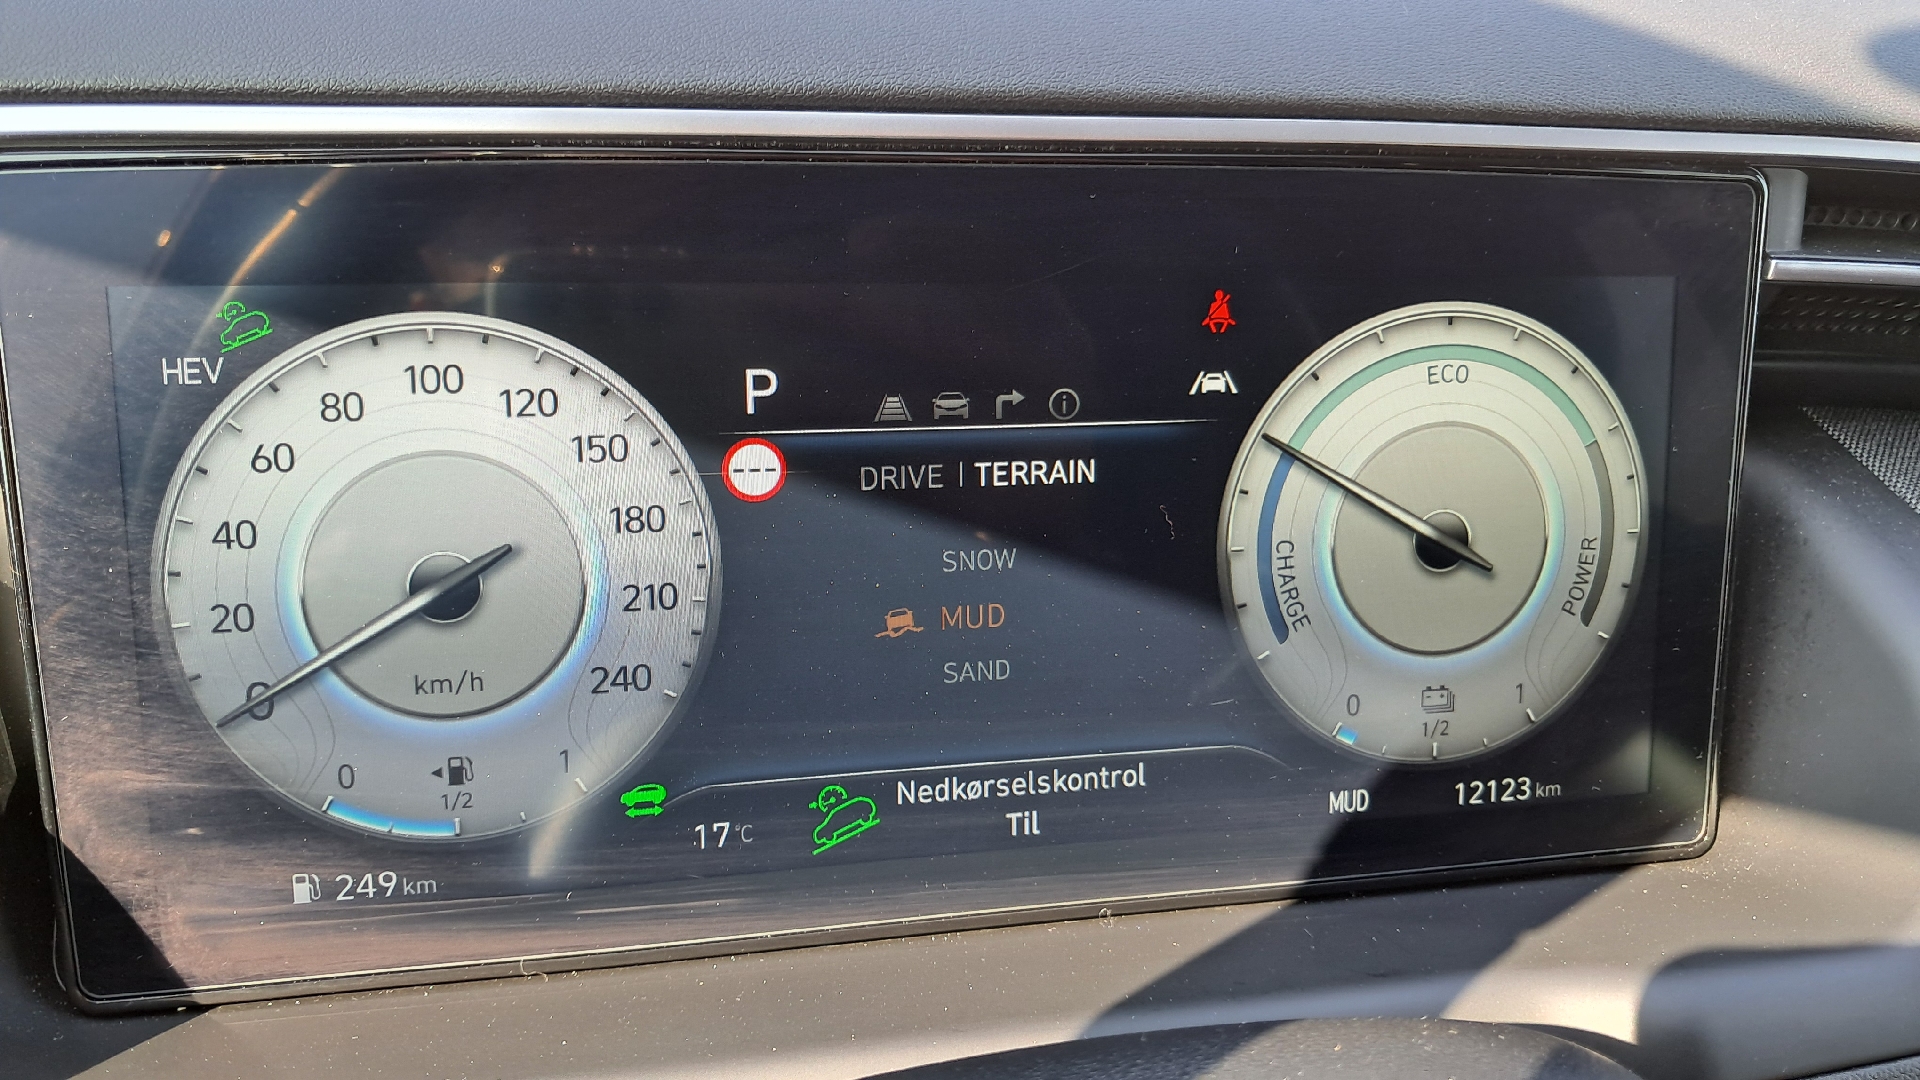 HEV
0
20
40
60
80
100
120
150
180
210
240
km/h
0
1/2
1
249 km
P
---
DRIVE | TERRAIN
SNOW
MUD
SAND
17°C
Nedkørselskontrol
Til
ECO
CHARGE
POWER
0
1/2
1
MUD
12123 km